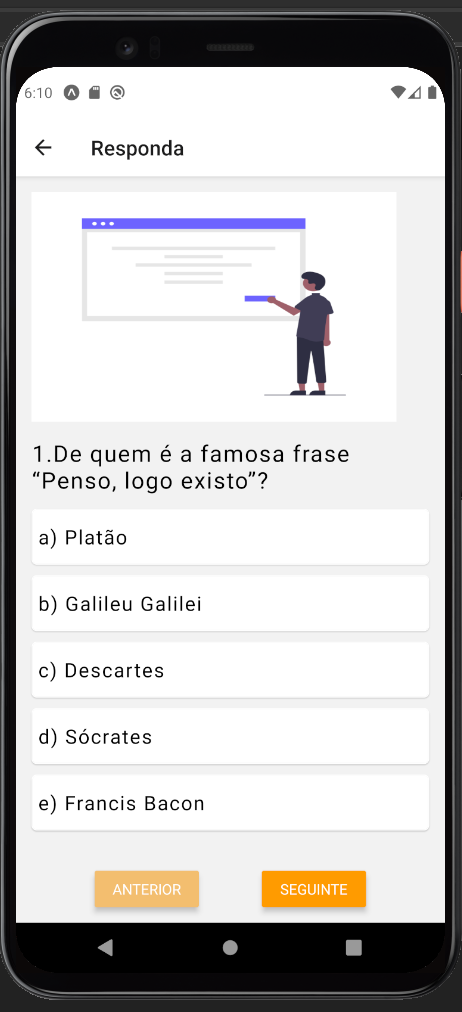 6:10
Responda
1.De quem é a famosa frase
“Penso, logo existo”?
a) Platão
b) Galileu Galilei
c) Descartes
d) Sócrates
e) Francis Bacon
ANTERIOR
SEGUINTE